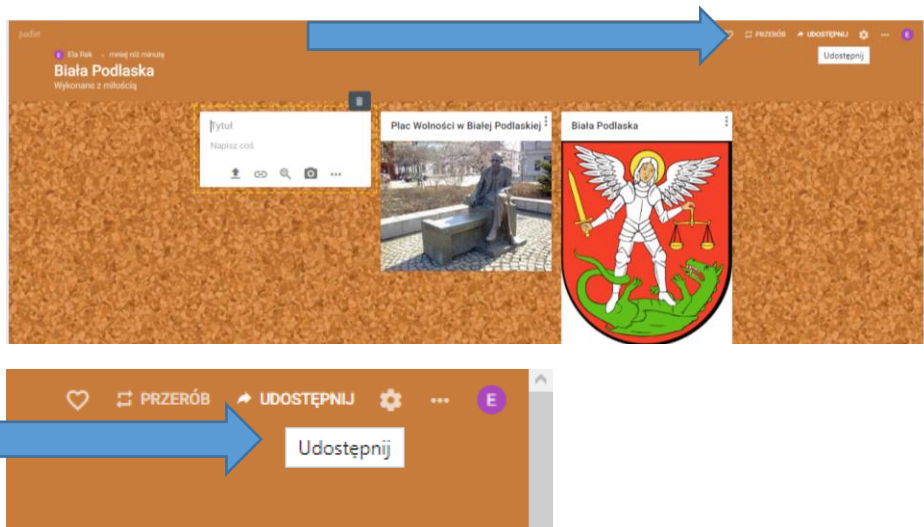 padlet
PRZERÓB UDOSTĘPNIJ ... E
E Ela Rek · mniej niż minutę
Udostępnij
Biała Podlaska
Wykonane z miłością
Tytuł
Napisz coś
Plac Wolności w Białej Podlaskiej
Biała Podlaska
PRZERÓB UDOSTĘPNIJ ... E
Udostępnij